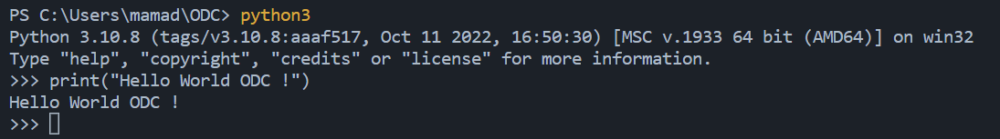 PS C:\Users\mamad\ODC> python3
Python 3.10.8 (tags/v3.10.8:aaaf517, Oct 11 2022, 16:50:30) [MSC v.1933 64 bit (AMD64)] on win32
Type "help", "copyright", "credits" or "license" for more information.
>>> print("Hello World ODC !")
Hello World ODC !
>>>